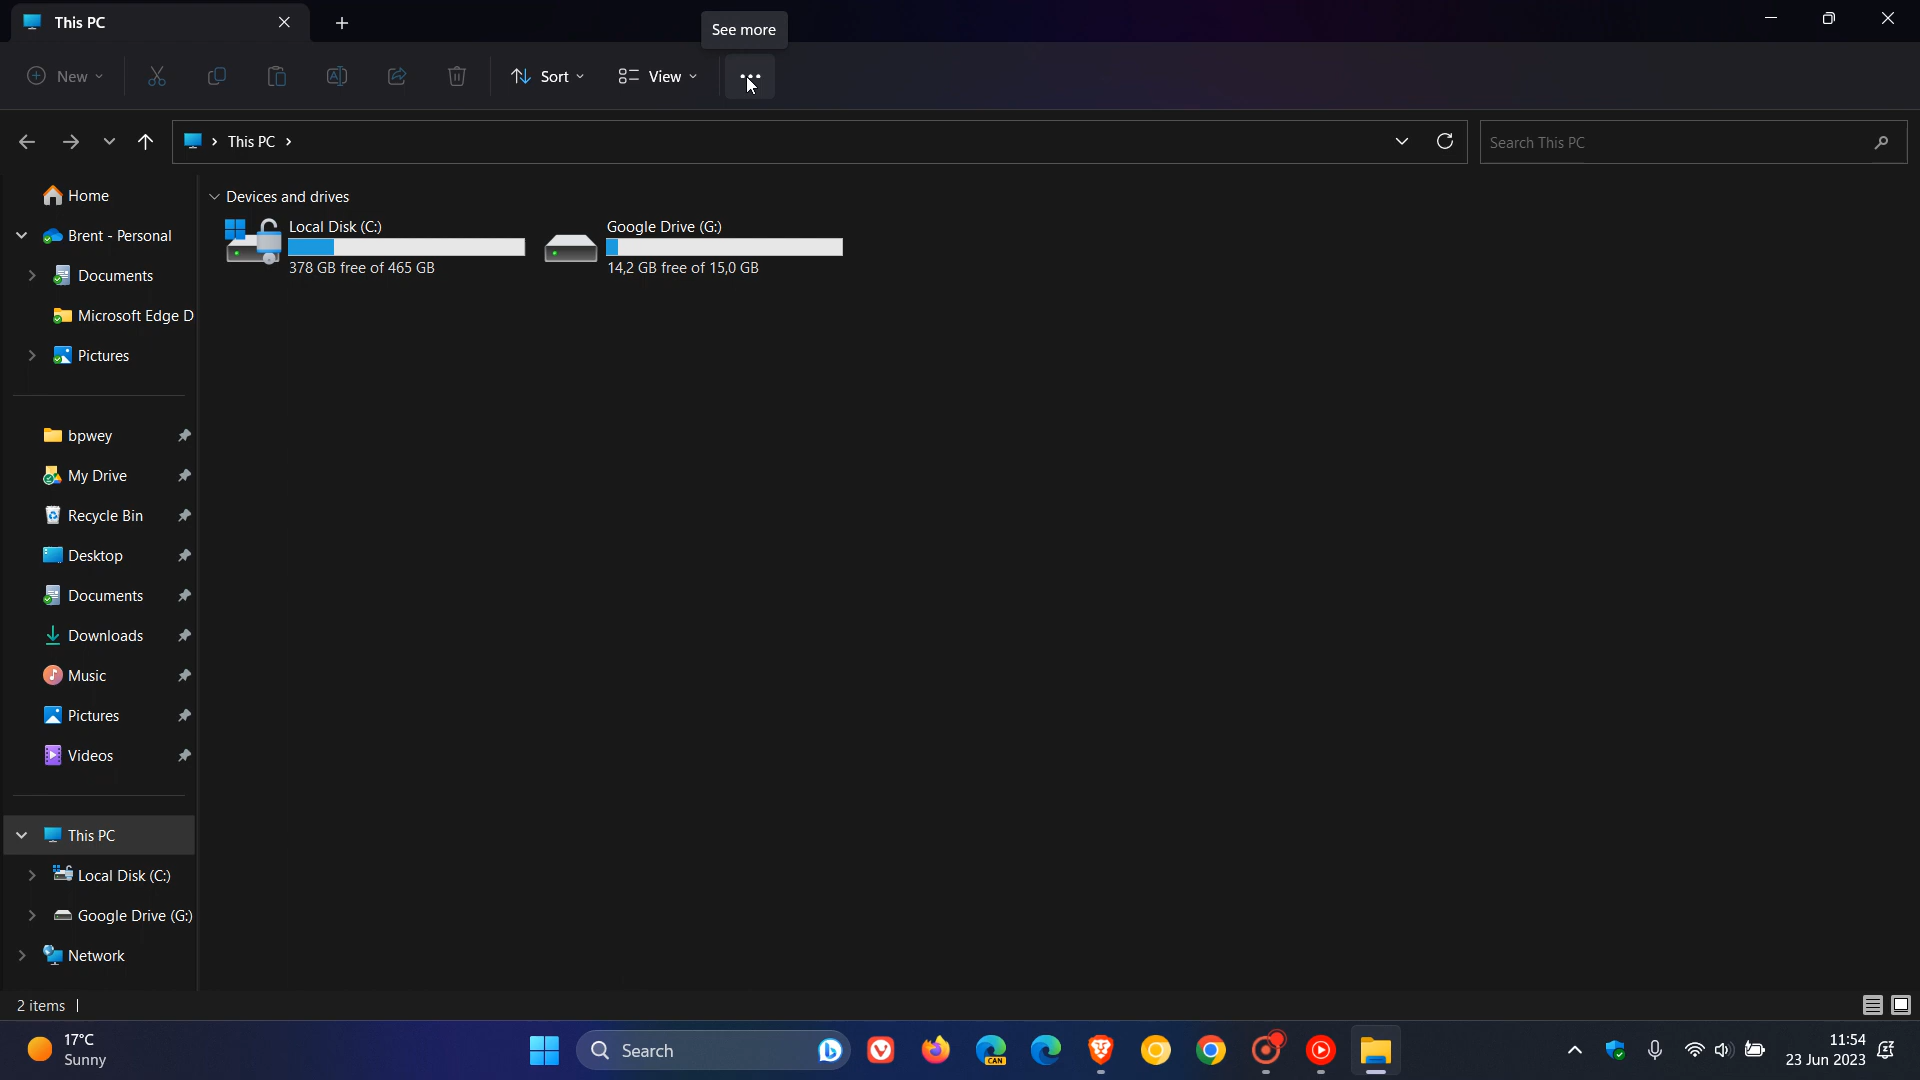 This PC
See more
New
Sort
View
This PC
Search This PC
Home
Brent - Personal
Documents
Microsoft Edge D
Pictures
bpwey
My Drive
Recycle Bin
Desktop
Documents
Downloads
Music
Pictures
Videos
This PC
Local Disk (C:)
Google Drive (G:)
Network
Devices and drives
Local Disk (C:)
378 GB free of 465 GB
Google Drive (G:)
14,2 GB free of 15,0 GB
2 items
17°C
Sunny
Search
CAN
11:54
23 Jun 2023